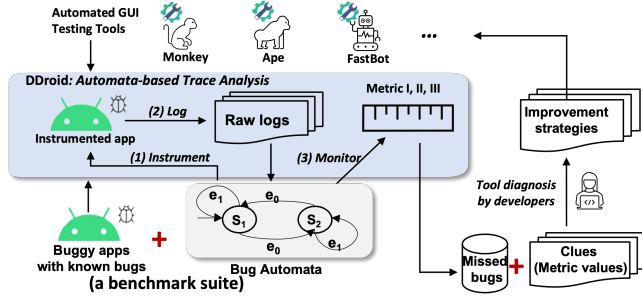 Automated GUI
Testing Tools
Monkey
Ape
FastBot
...
DDroid: Automata-based Trace Analysis
Metric I, II, III
(2) Log
Raw logs
Instrumented app
(1) Instrument
(3) Monitor
Improvement
strategies
Tool diagnosis
by developers
e1
e0
S1
S2
e0
e1
Buggy apps
with known bugs
+
Bug Automata
(a benchmark suite)
Missed
bugs
+
Clues
(Metric values)